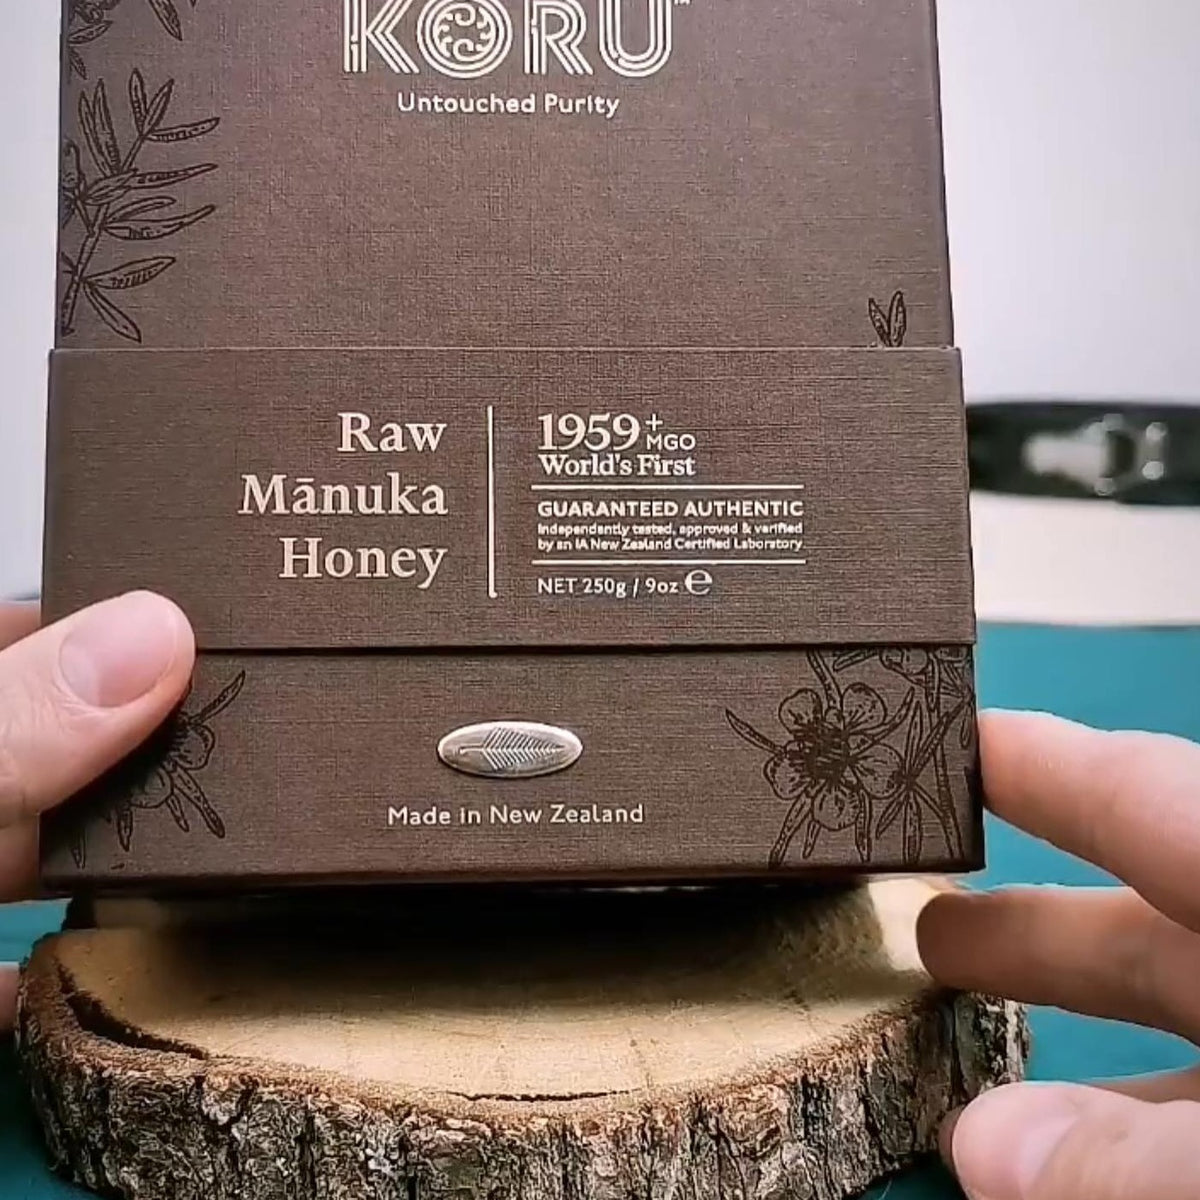 KORU™
Untouched Purity
Raw
Mānuka
Honey
1959+ MGO
World's First
GUARANTEED AUTHENTIC
Independently tested, approved & verified
by an IA New Zealand Certified Laboratory
NET 250g / 9oz ℮
Made in New Zealand